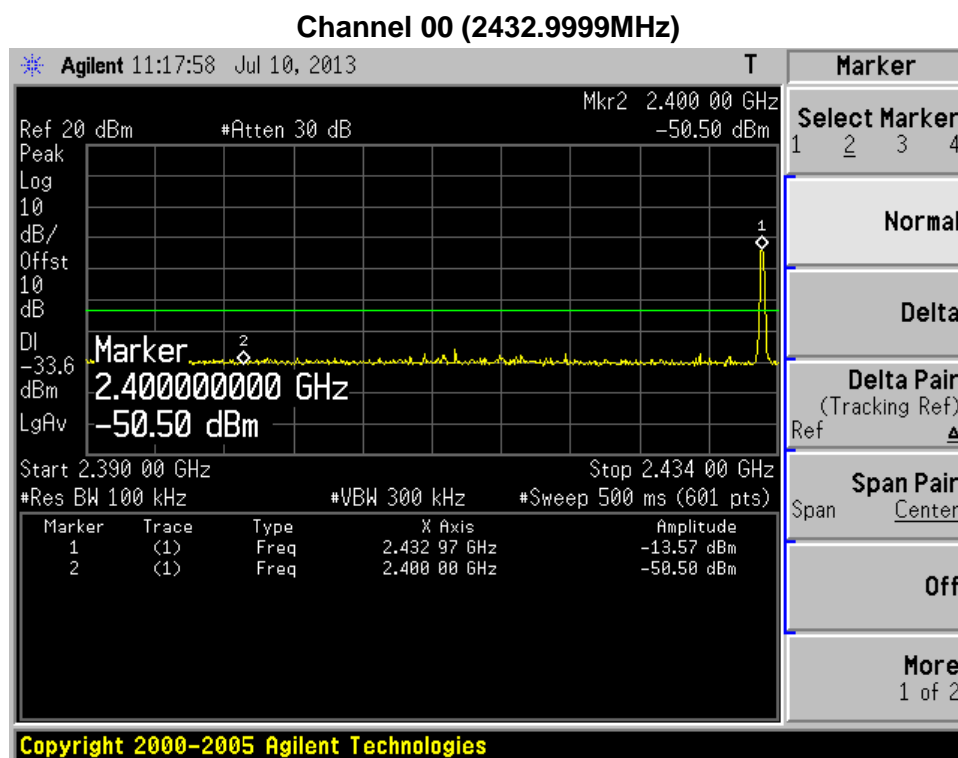 Channel 00 (2432.9999MHz)
Agilent 11:17:58 Jul 10, 2013 T
Mkr2 2.400 00 GHz
Ref 20 dBm #Atten 30 dB -50.50 dBm
Peak
Log
10
dB/
Offst
10
dB
DI
-33.6
dBm
LgAv
1
2
Marker
2.400000000 GHz
-50.50 dBm
Start 2.390 00 GHz Stop 2.434 00 GHz
#Res BW 100 kHz #VBW 300 kHz #Sweep 500 ms (601 pts)
Marker Trace Type X Axis Amplitude
1 (1) Freq 2.432 97 GHz -13.57 dBm
2 (1) Freq 2.400 00 GHz -50.50 dBm
Marker
Select Marker
1 2 3 4
Normal
Delta
Delta Pair
(Tracking Ref)
Ref Δ
Span Pair
Span Center
Off
More
1 of 2
Copyright 2000-2005 Agilent Technologies